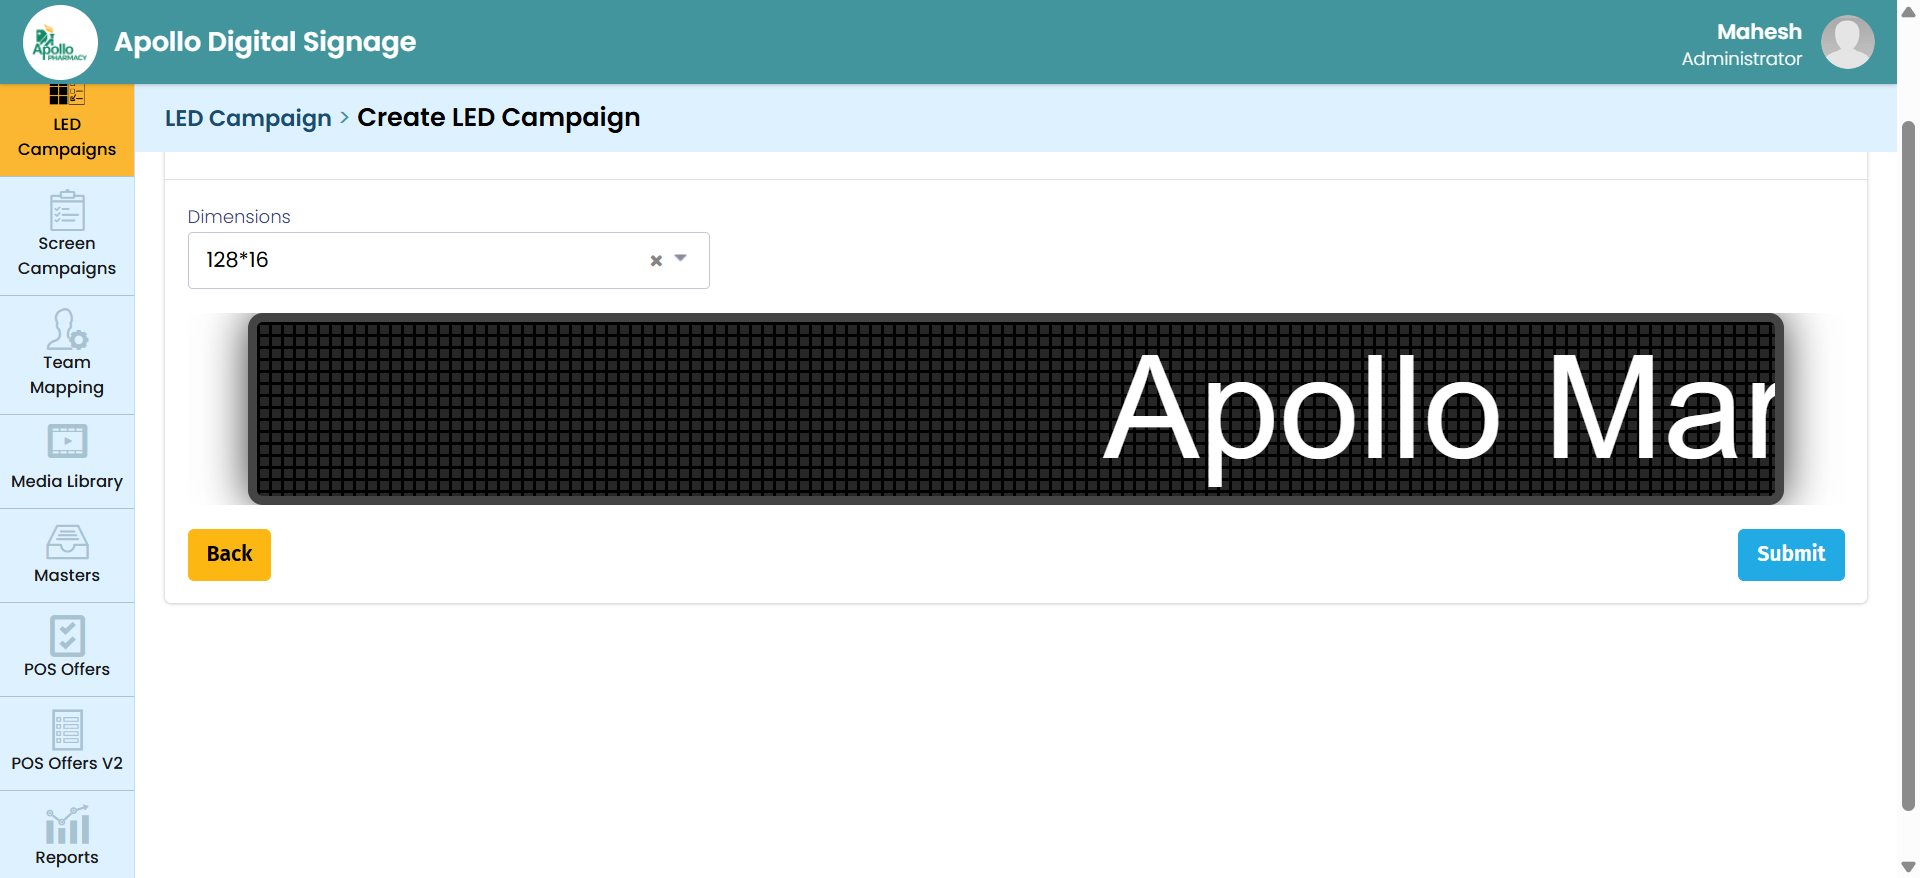 Apollo
PHARMACY
Apollo Digital Signage
Mahesh
Administrator
LED Campaign > Create LED Campaign
LED
Campaigns
Screen
Campaigns
Team
Mapping
Media Library
Masters
POS Offers
POS Offers V2
Reports
Dimensions
128*16
Apollo Mar
Back
Submit